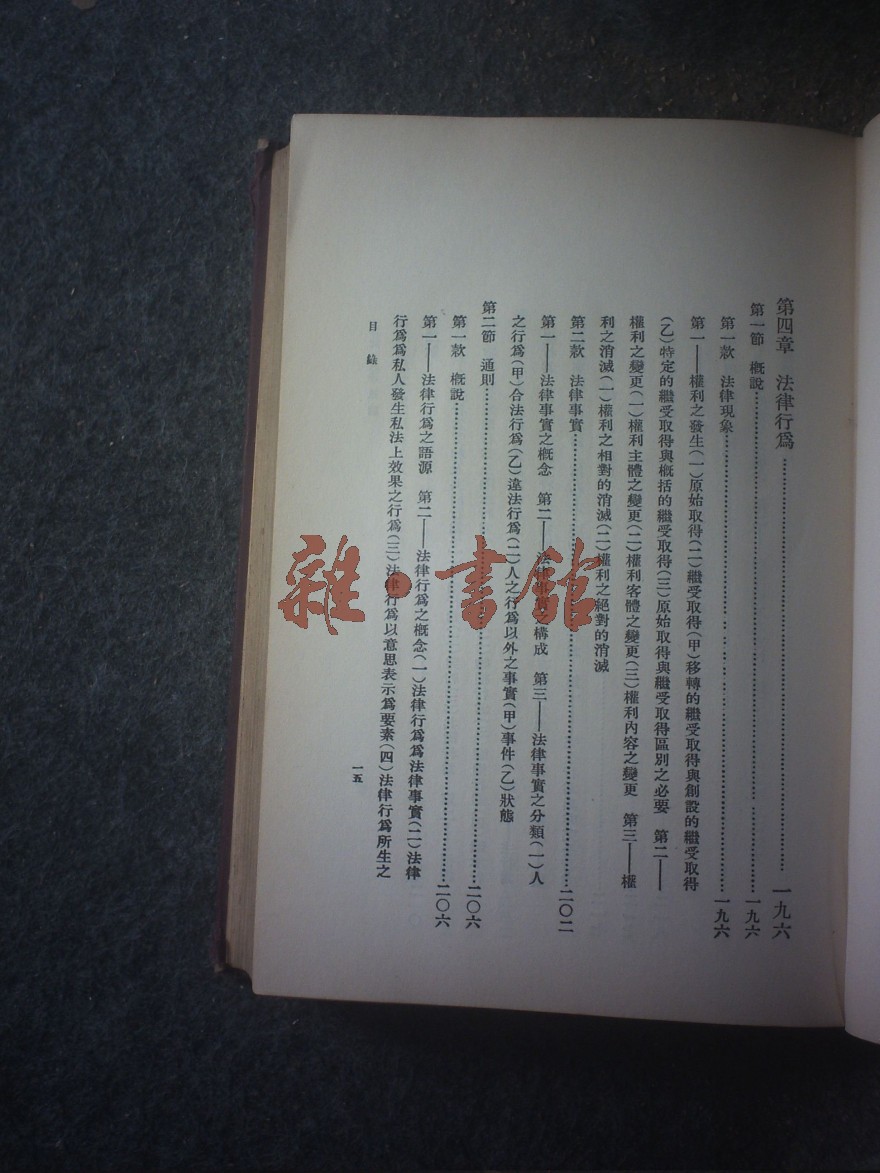 第四章　法律行為…………一九六
第一節　概說…………一九六
第一款　法律現象…………一九六
第一——權利之發生(一)原始取得(二)繼受取得(甲)移轉的繼受取得與創設的繼受取得
(乙)特定的繼受取得與概括的繼受取得(三)原始取得與繼受取得區別之必要　第二——
權利之變更(一)權利主體之變更(二)權利客體之變更(三)權利內容之變更　第三——權
利之消滅(一)權利之相對的消滅(二)權利之絕對的消滅
第二款　法律事實…………二〇二
第一——法律事實之概念　第二——法律事實之構成　第三——法律事實之分類(一)人
之行為(甲)合法行為(乙)違法行為(二)人之行為以外之事實(甲)事件(乙)狀態
第二節　通則…………二〇六
第一款　概說…………二〇六
第一——法律行為之語源　第二——法律行為之概念(一)法律行為為法律事實(二)法律
行為為私人發生私法上效果之行為(三)法律行為以意思表示為要素(四)法律行為所生之
目錄
一五
雜·書館